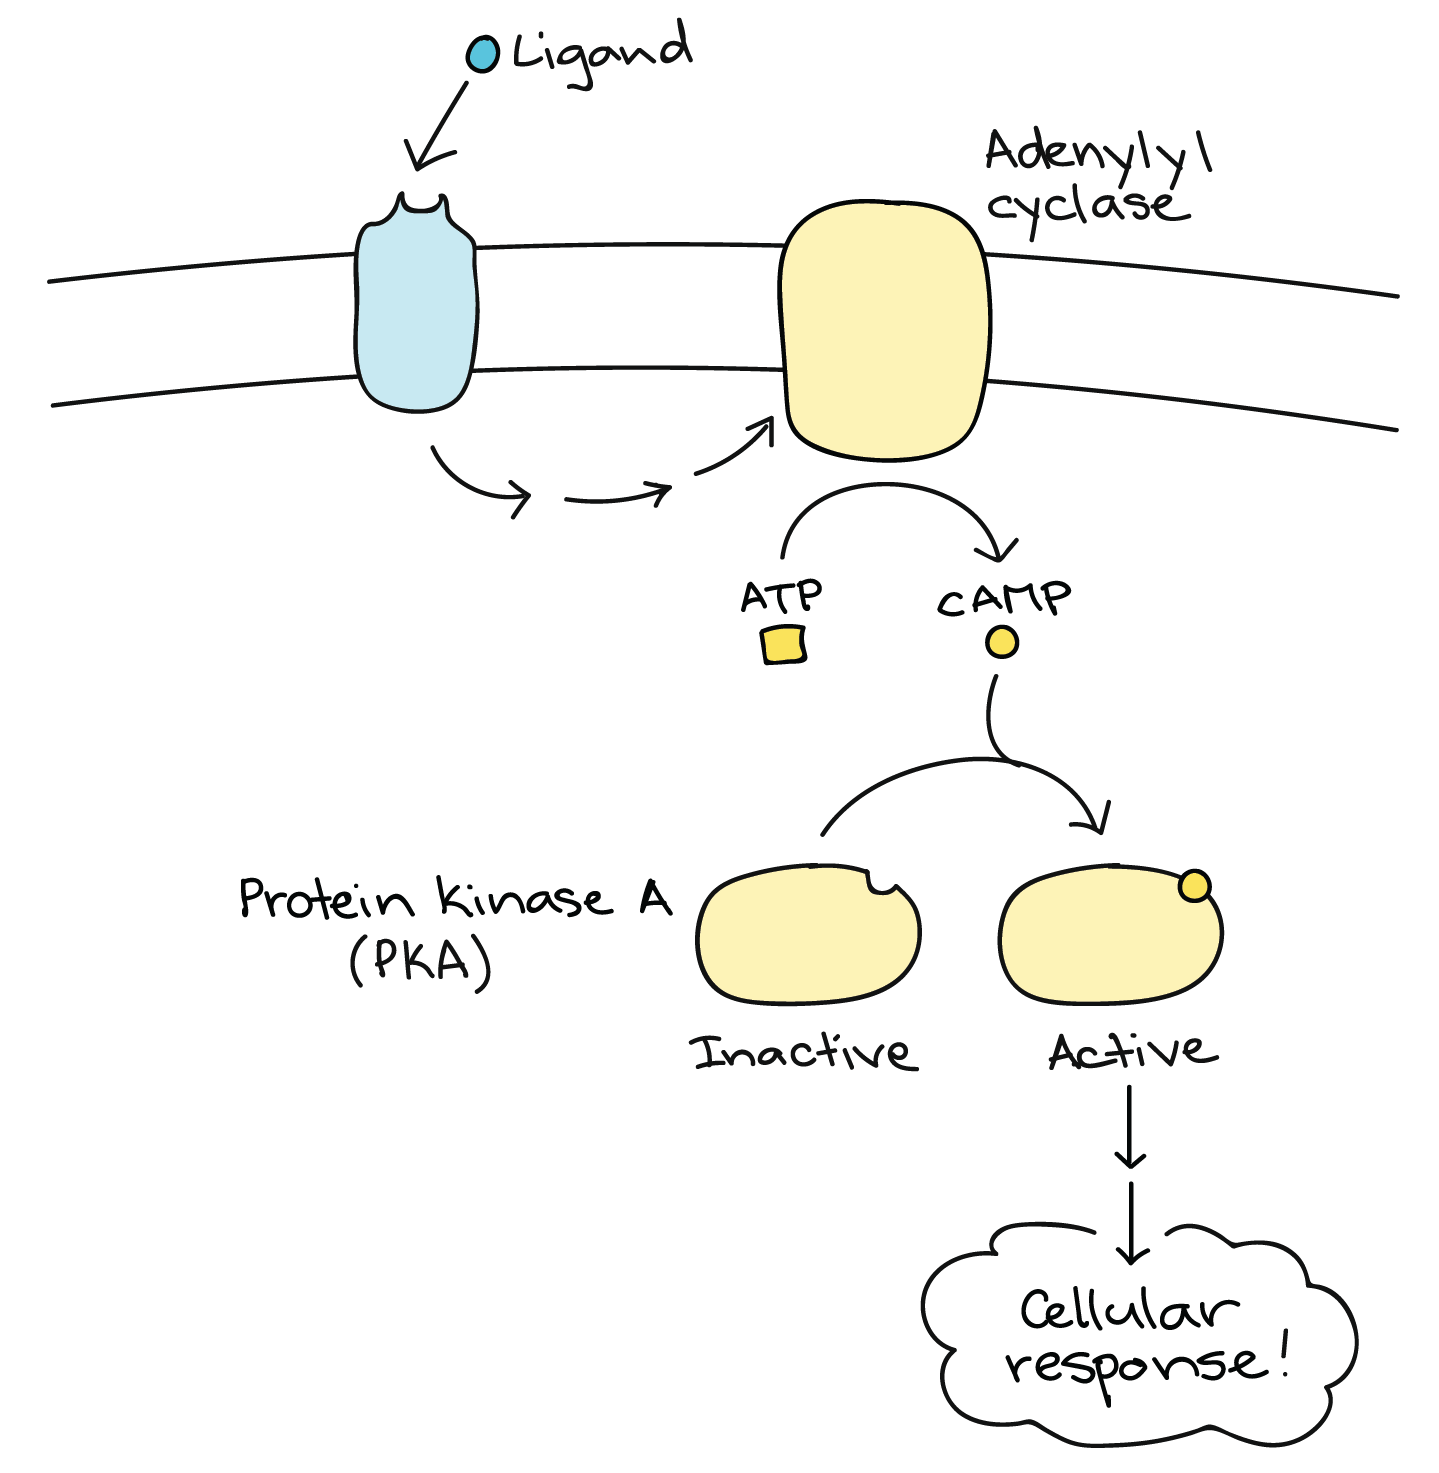 Ligand
Adenylyl
cyclase
ATP
cAMP
Protein kinase A
(PKA)
Inactive
Active
Cellular
response!